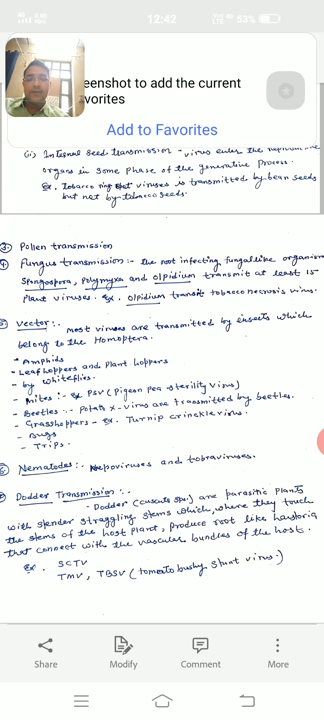 12:42
53%
eenshot to add the current
vorites
Add to Favorites
(ii) Internal Seed transmission - virus enter the
organs in some phase of the generative process.
Ex. Tobacco ring viruses is transmitted by bean seeds
but not by tobacco seeds.
③ Pollen transmission
④ Fungus transmission :- the root infecting fungal like organism
Spongospora, Polymyxa and olpidium transmit at least 15
Plant viruses. Ex. olpidium transit tobacco necrosis virus.
Vector :- most viruses are transmitted by insects which
belong to the Homoptera.
- Amphids
- Leaf hoppers and plant hoppers
- by whiteflies.
- Mites :- Ex PSV (Pigeon pea sterility virus)
- Beetles :- Potato x-virus are transmitted by beetles.
- Grasshoppers - Ex. Turnip crinckle virus.
- Bugs
- Trips.
Nematodes :- Nepoviruses and tobraviruses.
Dodder Transmission :-
- Dodder (cuscuta spp.) are parasitic plants
with slender straggling stems which, where they touch
the stems of the host plant, produce root like haustoria
that connect with the vascular bundles of the host.
Ex. SCTV
TMV, TBSV (tomato bushy stunt virus.)
Share
Modify
Comment
More